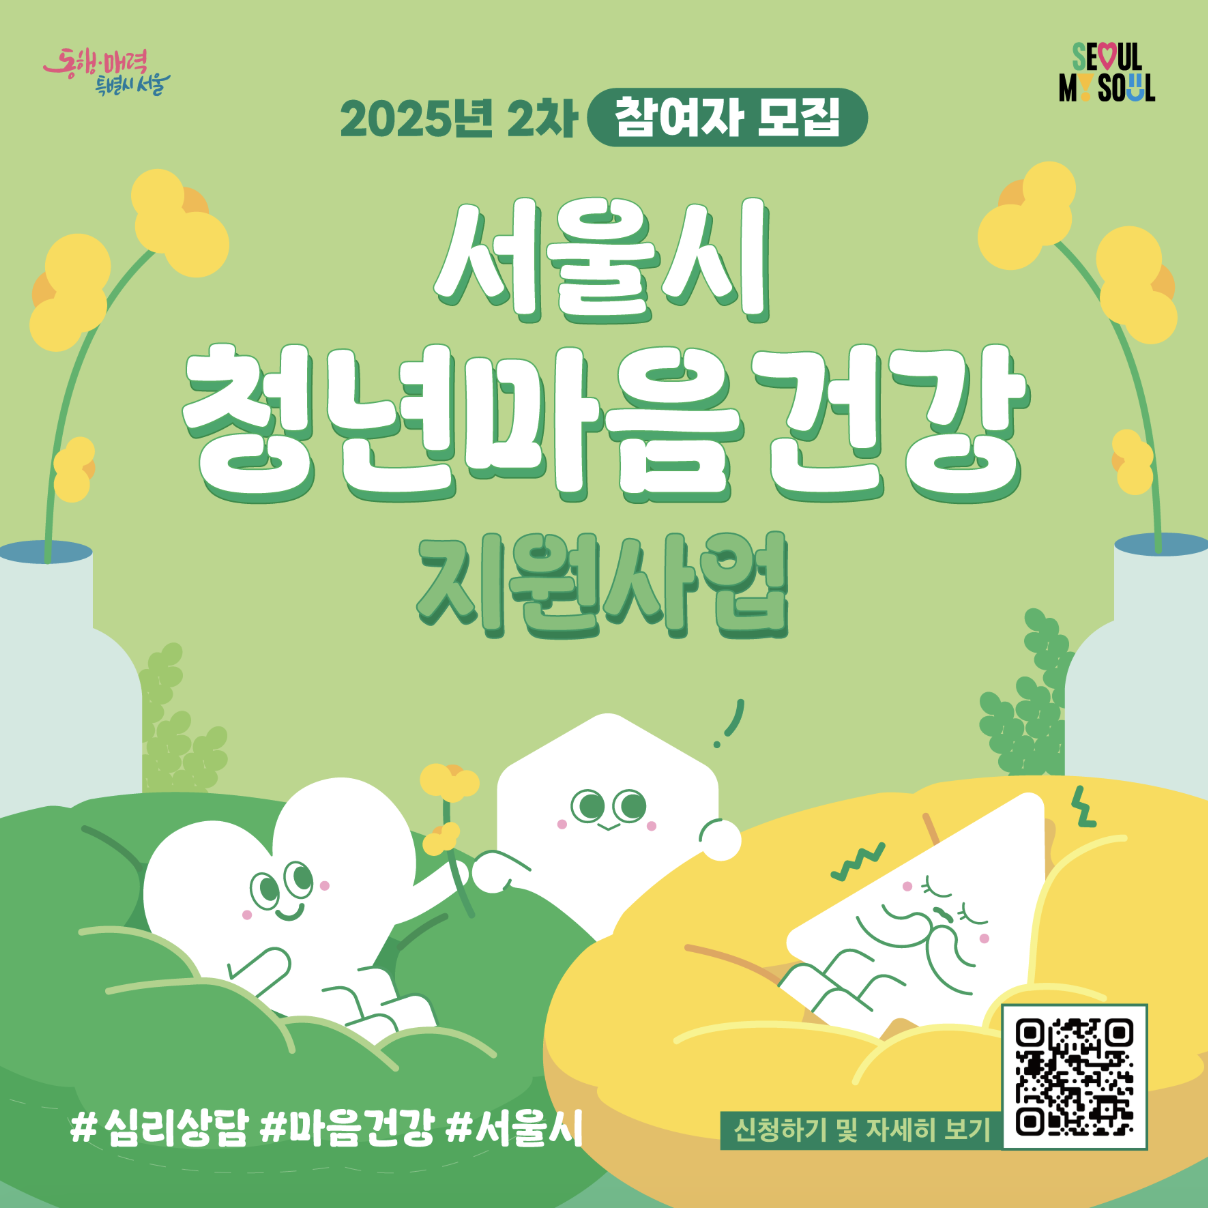 동행·매력
특별시 서울
SEOUL
MY SOUL
2025년 2차 참여자 모집
서울시
청년마음건강
지원사업
#심리상담 #마음건강 #서울시
신청하기 및 자세히 보기